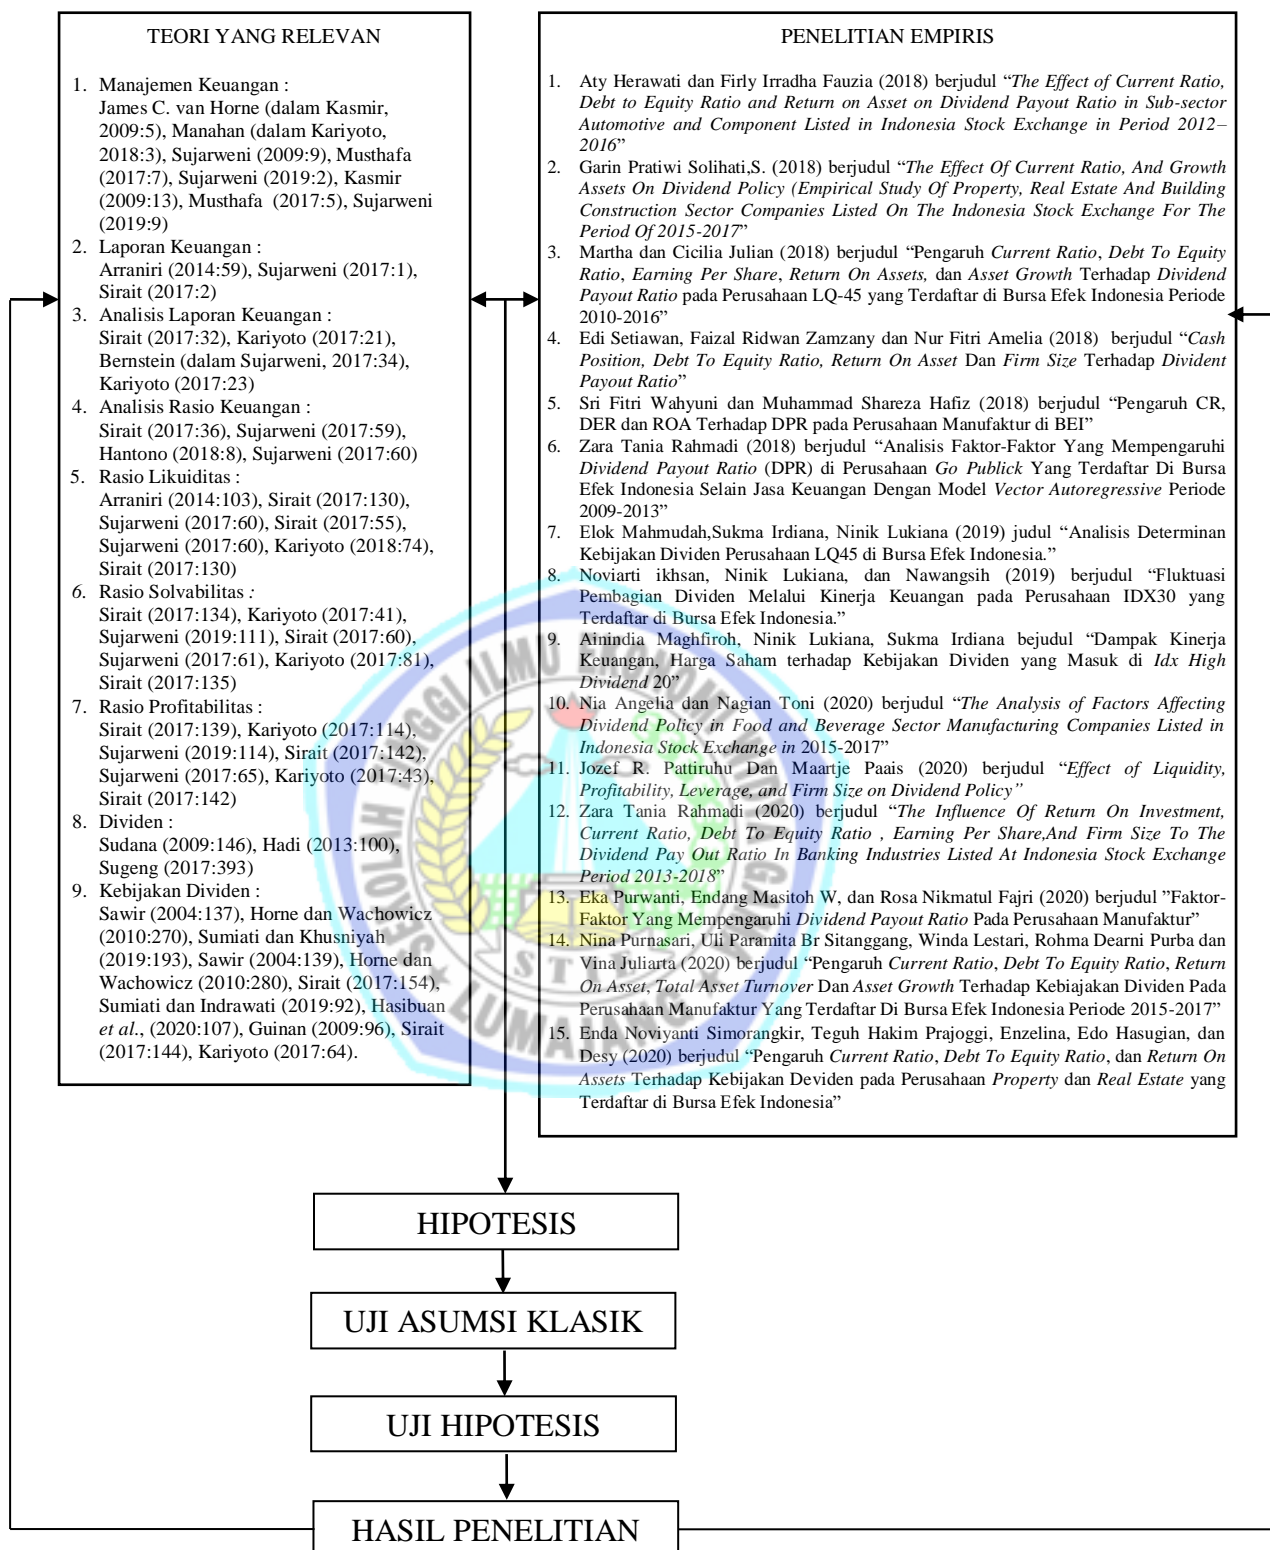 TEORI YANG RELEVAN
1. Manajemen Keuangan :
James C. van Horne (dalam Kasmir,
2009:5), Manahan (dalam Kariyoto,
2018:3), Sujarweni (2009:9), Musthafa
(2017:7), Sujarweni (2019:2), Kasmir
(2009:13), Musthafa (2017:5), Sujarweni
(2019:9)
2. Laporan Keuangan :
Arraniri (2014:59), Sujarweni (2017:1),
Sirait (2017:2)
3. Analisis Laporan Keuangan :
Sirait (2017:32), Kariyoto (2017:21),
Bernstein (dalam Sujarweni, 2017:34),
Kariyoto (2017:23)
4. Analisis Rasio Keuangan :
Sirait (2017:36), Sujarweni (2017:59),
Hantono (2018:8), Sujarweni (2017:60)
5. Rasio Likuiditas :
Arraniri (2014:103), Sirait (2017:130),
Sujarweni (2017:60), Sirait (2017:55),
Sujarweni (2017:60), Kariyoto (2018:74),
Sirait (2017:130)
6. Rasio Solvabilitas :
Sirait (2017:134), Kariyoto (2017:41),
Sujarweni (2019:111), Sirait (2017:60),
Sujarweni (2017:61), Kariyoto (2017:81),
Sirait (2017:135)
7. Rasio Profitabilitas :
Sirait (2017:139), Kariyoto (2017:114),
Sujarweni (2019:114), Sirait (2017:142),
Sujarweni (2017:65), Kariyoto (2017:43),
Sirait (2017:142)
8. Dividen :
Sudana (2009:146), Hadi (2013:100),
Sugeng (2017:393)
9. Kebijakan Dividen :
Sawir (2004:137), Horne dan Wachowicz
(2010:270), Sumiati dan Khusniyah
(2019:193), Sawir (2004:139), Horne dan
Wachowicz (2010:280), Sirait (2017:154),
Sumiati dan Indrawati (2019:92), Hasibuan
et al., (2020:107), Guinan (2009:96), Sirait
(2017:144), Kariyoto (2017:64).
PENELITIAN EMPIRIS
1. Aty Herawati dan Firly Irradha Fauzia (2018) berjudul “The Effect of Current Ratio,
Debt to Equity Ratio and Return on Asset on Dividend Payout Ratio in Sub-sector
Automotive and Component Listed in Indonesia Stock Exchange in Period 2012–
2016”
2. Garin Pratiwi Solihati,S. (2018) berjudul “The Effect Of Current Ratio, And Growth
Assets On Dividend Policy (Empirical Study Of Property, Real Estate And Building
Construction Sector Companies Listed On The Indonesia Stock Exchange For The
Period Of 2015-2017”
3. Martha dan Cicilia Julian (2018) berjudul “Pengaruh Current Ratio, Debt To Equity
Ratio, Earning Per Share, Return On Assets, dan Asset Growth Terhadap Dividend
Payout Ratio pada Perusahaan LQ-45 yang Terdaftar di Bursa Efek Indonesia Periode
2010-2016”
4. Edi Setiawan, Faizal Ridwan Zamzany dan Nur Fitri Amelia (2018) berjudul “Cash
Position, Debt To Equity Ratio, Return On Asset Dan Firm Size Terhadap Divident
Payout Ratio”
5. Sri Fitri Wahyuni dan Muhammad Shareza Hafiz (2018) berjudul “Pengaruh CR,
DER dan ROA Terhadap DPR pada Perusahaan Manufaktur di BEI”
6. Zara Tania Rahmadi (2018) berjudul “Analisis Faktor-Faktor Yang Mempengaruhi
Dividend Payout Ratio (DPR) di Perusahaan Go Publick Yang Terdaftar Di Bursa
Efek Indonesia Selain Jasa Keuangan Dengan Model Vector Autoregressive Periode
2009-2013”
7. Elok Mahmudah,Sukma Irdiana, Ninik Lukiana (2019) judul “Analisis Determinan
Kebijakan Dividen Perusahaan LQ45 di Bursa Efek Indonesia.”
8. Noviarti ikhsan, Ninik Lukiana, dan Nawangsih (2019) berjudul “Fluktuasi
Pembagian Dividen Melalui Kinerja Keuangan pada Perusahaan IDX30 yang
Terdaftar di Bursa Efek Indonesia.”
9. Ainindia Maghfiroh, Ninik Lukiana, Sukma Irdiana bejudul “Dampak Kinerja
Keuangan, Harga Saham terhadap Kebijakan Dividen yang Masuk di Idx High
Dividend 20”
10. Nia Angelia dan Nagian Toni (2020) berjudul “The Analysis of Factors Affecting
Dividend Policy in Food and Beverage Sector Manufacturing Companies Listed in
Indonesia Stock Exchange in 2015-2017”
11. Jozef R. Pattiruhu Dan Maartje Paais (2020) berjudul “Effect of Liquidity,
Profitability, Leverage, and Firm Size on Dividend Policy”
12. Zara Tania Rahmadi (2020) berjudul “The Influence Of Return On Investment,
Current Ratio, Debt To Equity Ratio , Earning Per Share,And Firm Size To The
Dividend Pay Out Ratio In Banking Industries Listed At Indonesia Stock Exchange
Period 2013-2018”
13. Eka Purwanti, Endang Masitoh W, dan Rosa Nikmatul Fajri (2020) berjudul ”Faktor-
Faktor Yang Mempengaruhi Dividend Payout Ratio Pada Perusahaan Manufaktur”
14. Nina Purnasari, Uli Paramita Br Sitanggang, Winda Lestari, Rohma Dearni Purba dan
Vina Juliarta (2020) berjudul “Pengaruh Current Ratio, Debt To Equity Ratio, Return
On Asset, Total Asset Turnover Dan Asset Growth Terhadap Kebiajakan Dividen Pada
Perusahaan Manufaktur Yang Terdaftar Di Bursa Efek Indonesia Periode 2015-2017”
15. Enda Noviyanti Simorangkir, Teguh Hakim Prajoggi, Enzelina, Edo Hasugian, dan
Desy (2020) berjudul “Pengaruh Current Ratio, Debt To Equity Ratio, dan Return On
Assets Terhadap Kebijakan Deviden pada Perusahaan Property dan Real Estate yang
Terdaftar di Bursa Efek Indonesia”
SEKOLAH TINGGI ILMU EKONOMI WIDYA GAMA
STIE
LUMAJANG
HIPOTESIS
UJI ASUMSI KLASIK
UJI HIPOTESIS
HASIL PENELITIAN